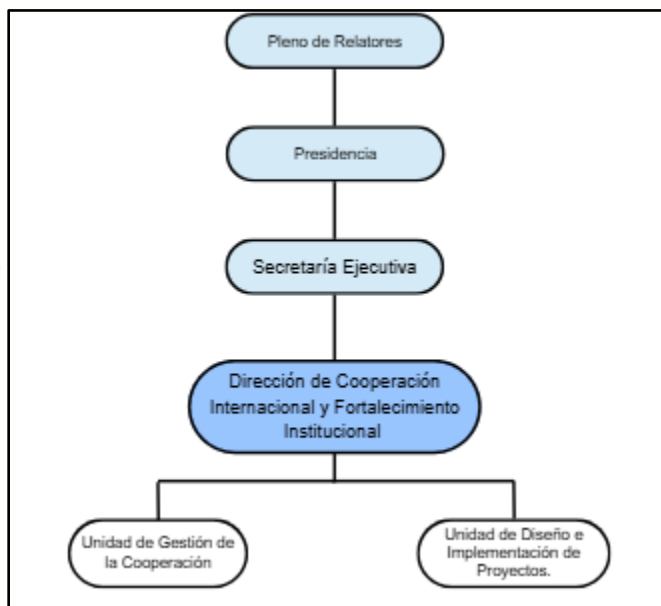 Pleno de Relatores
Presidencia
Secretaría Ejecutiva
Dirección de Cooperación
Internacional y Fortalecimiento
Institucional
Unidad de Gestión de
la Cooperación
Unidad de Diseño e
Implementación de
Proyectos.